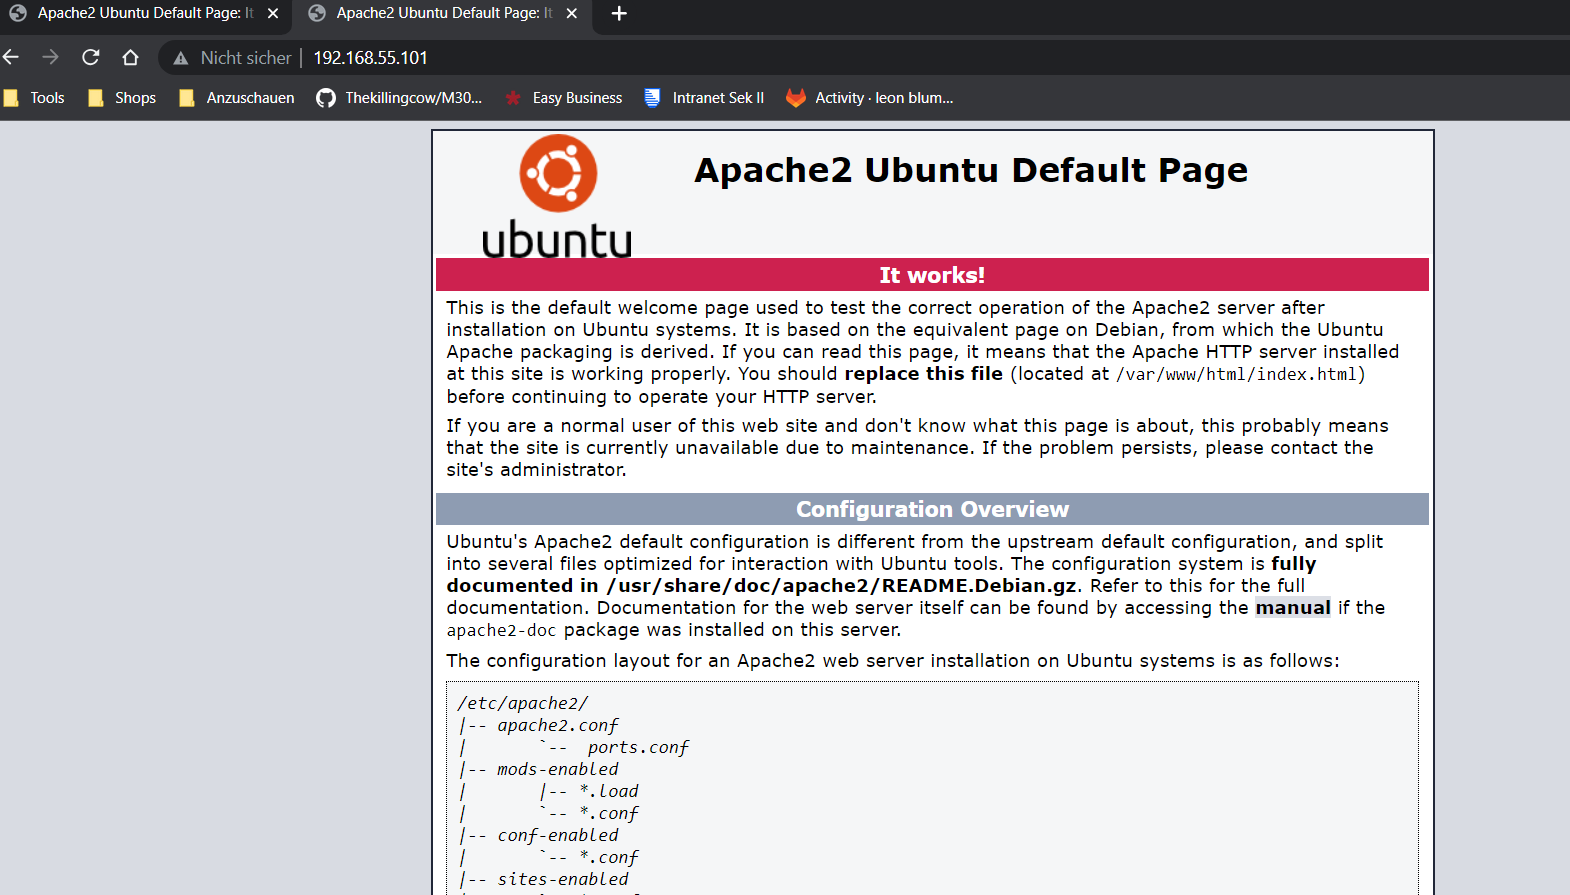 Apache2 Ubuntu Default Page: It
Apache2 Ubuntu Default Page: It
Nicht sicher | 192.168.55.101
Tools Shops Anzuschauen Thekillingcow/M30... Easy Business Intranet Sek II Activity · leon blum...
ubuntu
Apache2 Ubuntu Default Page
It works!
This is the default welcome page used to test the correct operation of the Apache2 server after
installation on Ubuntu systems. It is based on the equivalent page on Debian, from which the Ubuntu
Apache packaging is derived. If you can read this page, it means that the Apache HTTP server installed
at this site is working properly. You should replace this file (located at /var/www/html/index.html)
before continuing to operate your HTTP server.
If you are a normal user of this web site and don't know what this page is about, this probably means
that the site is currently unavailable due to maintenance. If the problem persists, please contact the
site's administrator.
Configuration Overview
Ubuntu's Apache2 default configuration is different from the upstream default configuration, and split
into several files optimized for interaction with Ubuntu tools. The configuration system is fully
documented in /usr/share/doc/apache2/README.Debian.gz. Refer to this for the full
documentation. Documentation for the web server itself can be found by accessing the manual if the
apache2-doc package was installed on this server.
The configuration layout for an Apache2 web server installation on Ubuntu systems is as follows:
/etc/apache2/
|-- apache2.conf
|       `--  ports.conf
|-- mods-enabled
|       |-- *.load
|       `-- *.conf
|-- conf-enabled
|       `-- *.conf
|-- sites-enabled